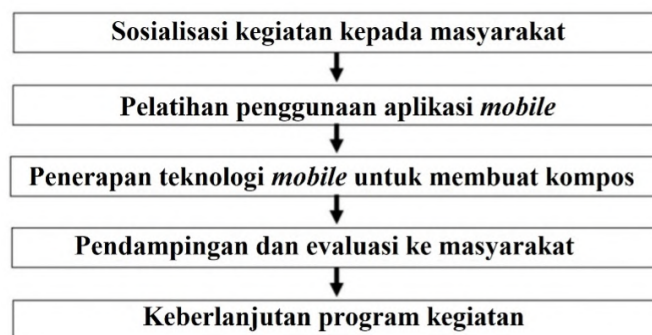 Sosialisasi kegiatan kepada masyarakat
Pelatihan penggunaan aplikasi mobile
Penerapan teknologi mobile untuk membuat kompos
Pendampingan dan evaluasi ke masyarakat
Keberlanjutan program kegiatan